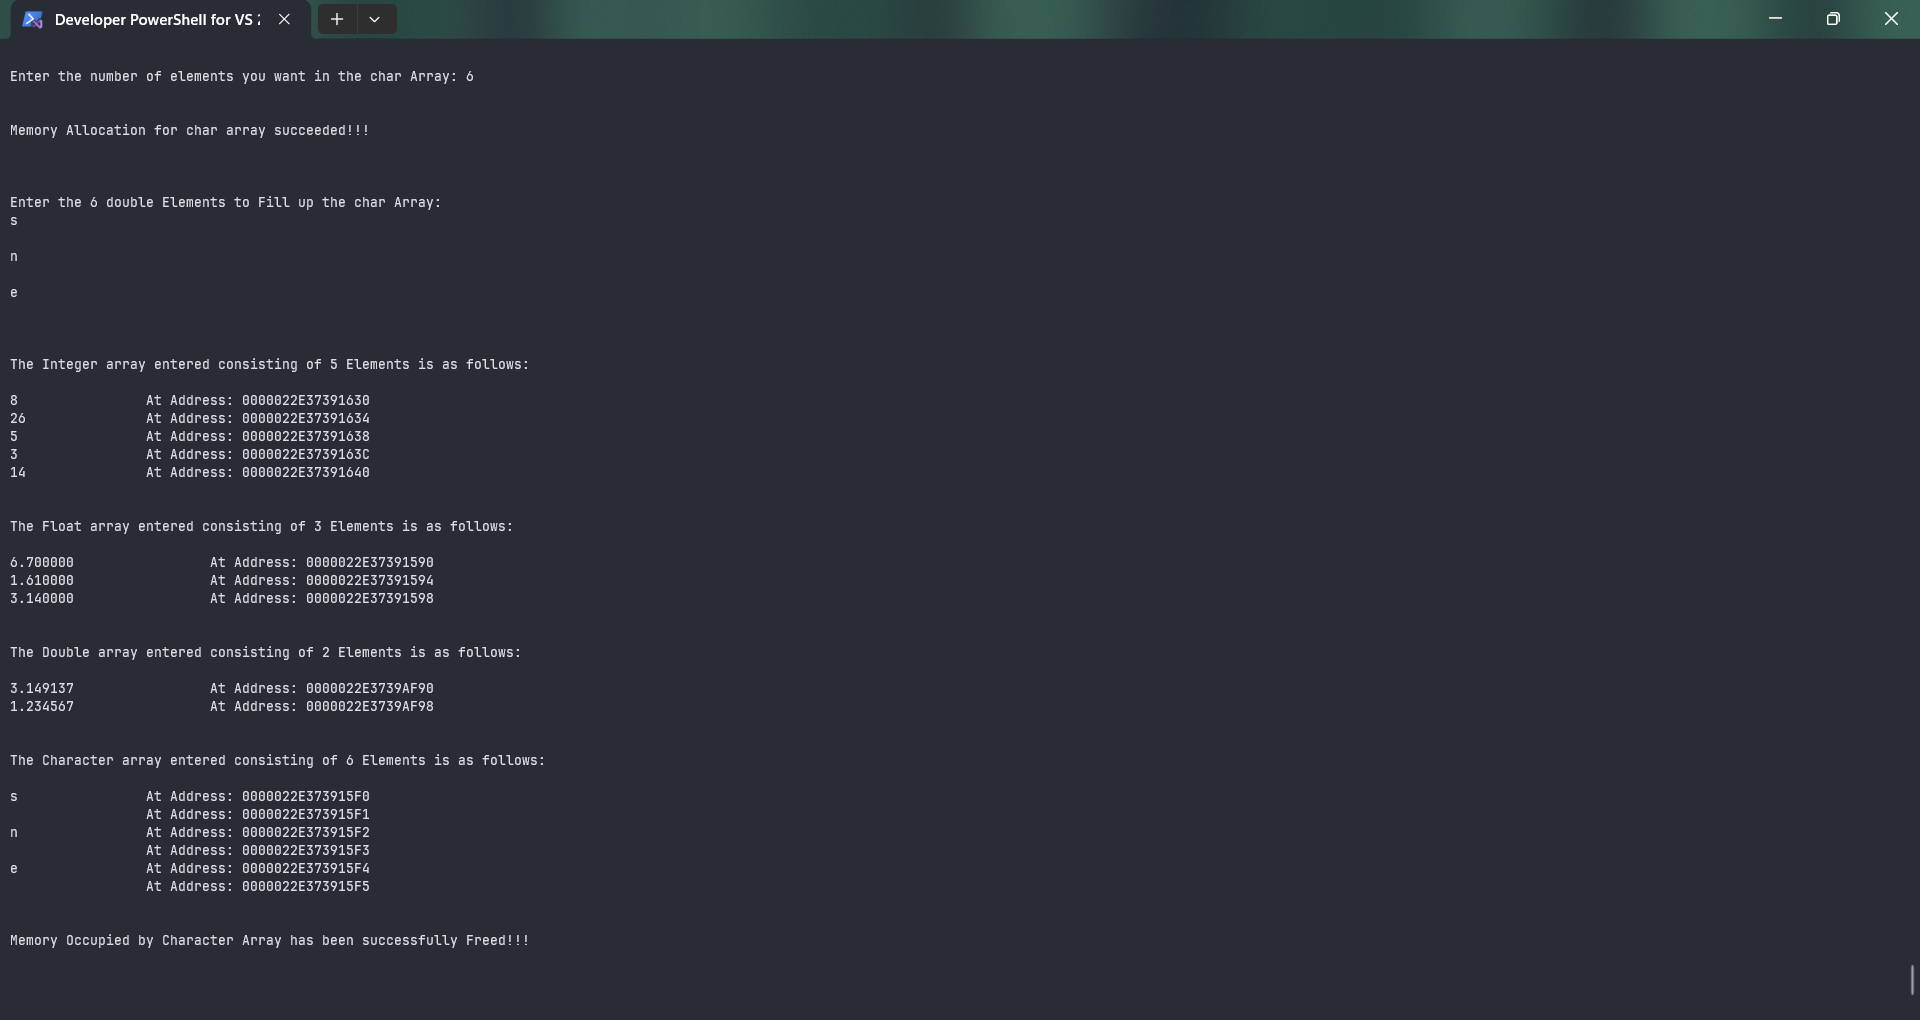 Developer PowerShell for VS 2
Enter the number of elements you want in the char Array: 6
Memory Allocation for char array succeeded!!!
Enter the 6 double Elements to Fill up the char Array:
s
n
e
The Integer array entered consisting of 5 Elements is as follows:
8 At Address: 0000022E37391630
26 At Address: 0000022E37391634
5 At Address: 0000022E37391638
3 At Address: 0000022E3739163C
14 At Address: 0000022E37391640
The Float array entered consisting of 3 Elements is as follows:
6.700000 At Address: 0000022E37391590
1.610000 At Address: 0000022E37391594
3.140000 At Address: 0000022E37391598
The Double array entered consisting of 2 Elements is as follows:
3.149137 At Address: 0000022E3739AF90
1.234567 At Address: 0000022E3739AF98
The Character array entered consisting of 6 Elements is as follows:
s At Address: 0000022E373915F0
At Address: 0000022E373915F1
n At Address: 0000022E373915F2
At Address: 0000022E373915F3
e At Address: 0000022E373915F4
At Address: 0000022E373915F5
Memory Occupied by Character Array has been successfully Freed!!!